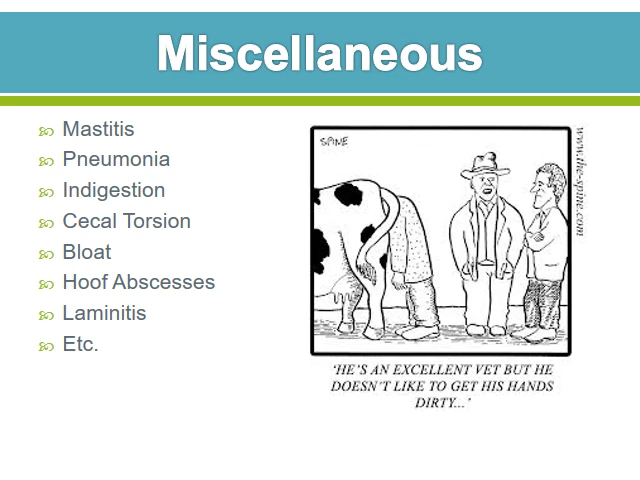 Miscellaneous
Mastitis
Pneumonia
Indigestion
Cecal Torsion
Bloat
Hoof Abscesses
Laminitis
Etc.
SPINE
www.the-spine.com
‘HE’S AN EXCELLENT VET BUT HE
DOESN’T LIKE TO GET HIS HANDS
DIRTY...’